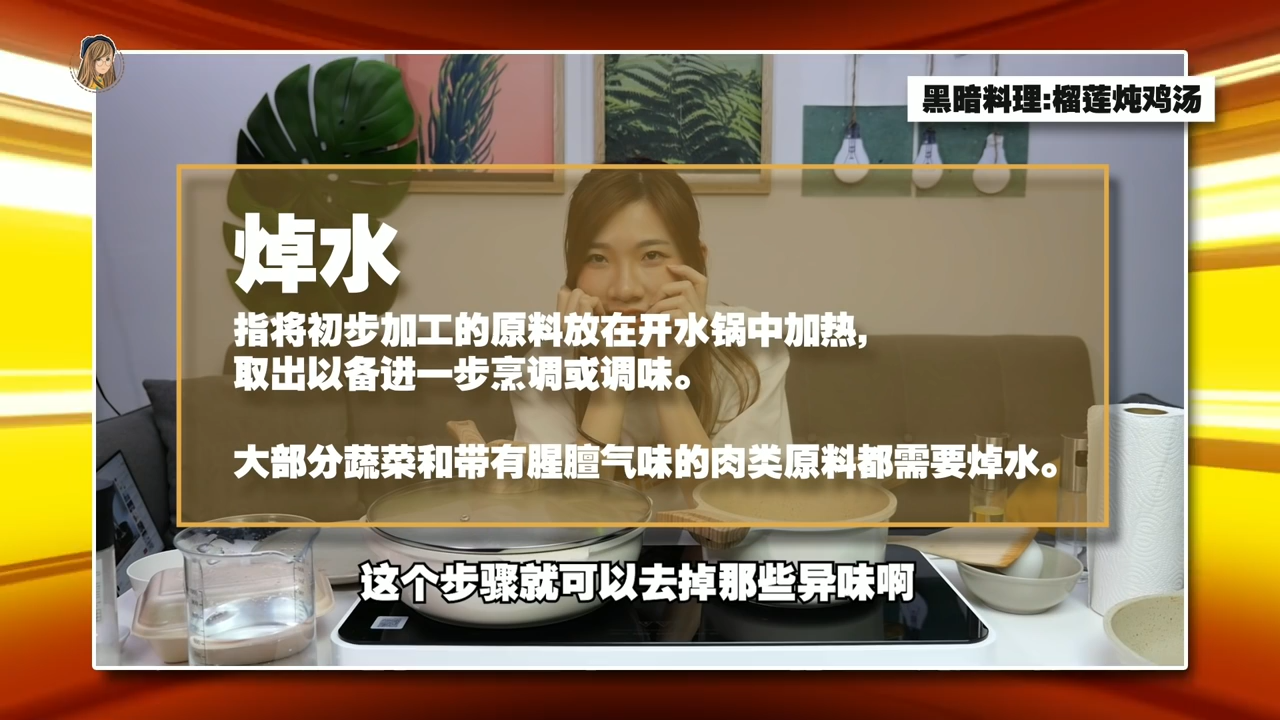 黑暗料理:榴莲炖鸡汤
焯水
指将初步加工的原料放在开水锅中加热,
取出以备进一步烹调或调味。
大部分蔬菜和带有腥膻气味的肉类原料都需要焯水。
这个步骤就可以去掉那些异味啊